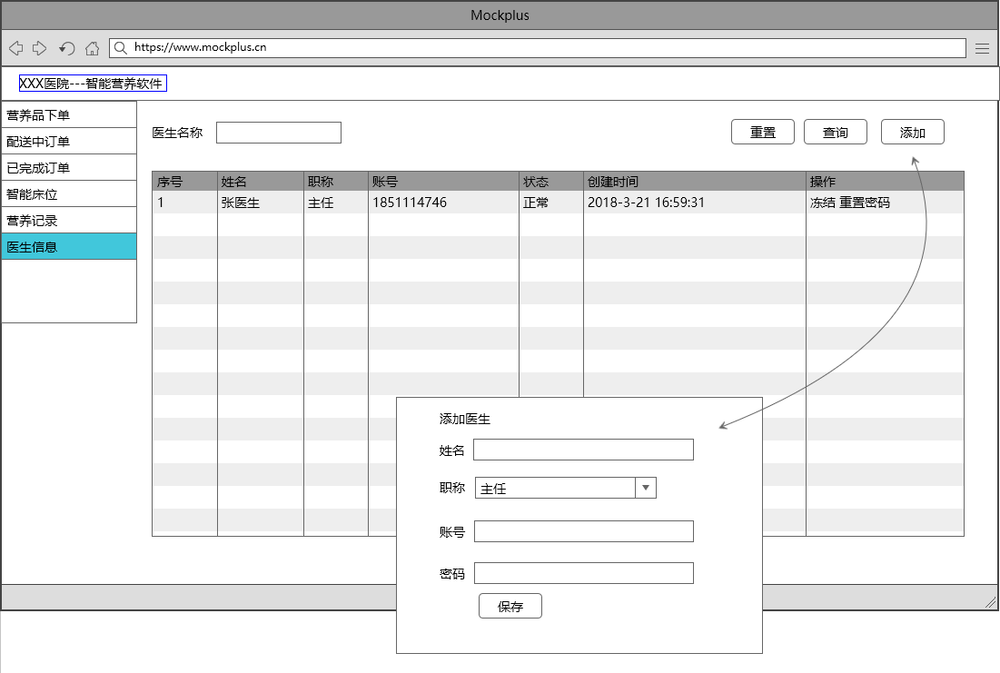 Mockplus
https://www.mockplus.cn
XXX医院---智能营养软件
营养品下单
配送中订单
已完成订单
智能床位
营养记录
医生信息
医生名称 重置 查询 添加
序号 姓名 职称 账号 状态 创建时间 操作
1 张医生 主任 1851114746 正常 2018-3-21 16:59:31 冻结 重置密码
添加医生
姓名
职称 主任
账号
密码
保存